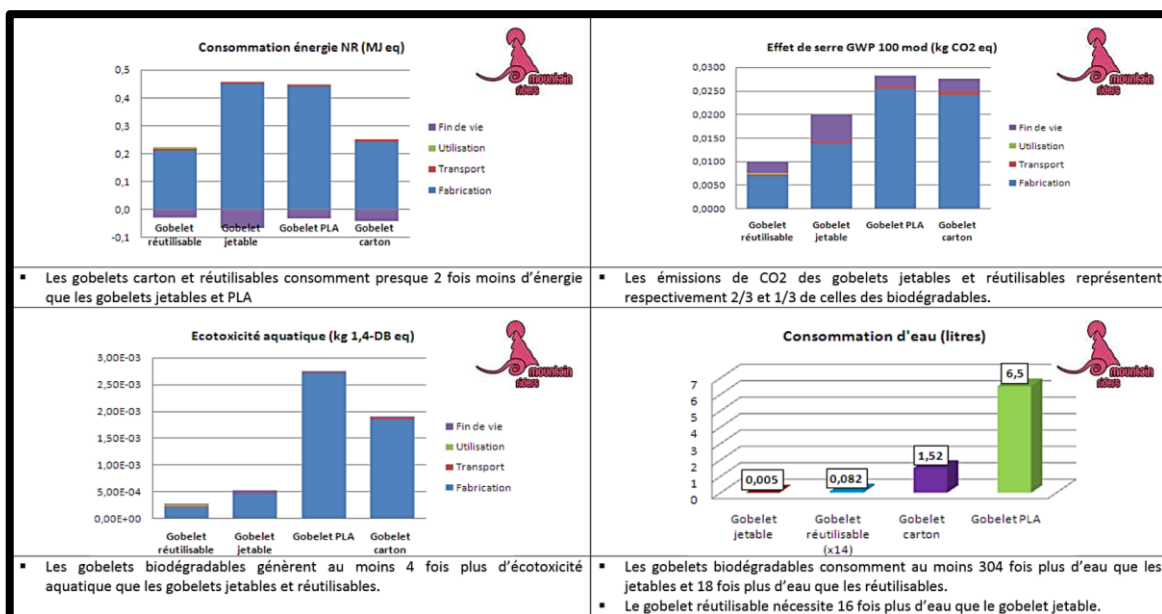 Consommation énergie NR (MJ eq)
mountain
riders
0,5
0,4
0,3
0,2
0,1
0,0
-0,1
Fin de vie
Utilisation
Transport
Fabrication
Gobelet réutilisable
Gobelet jetable
Gobelet PLA
Gobelet carton
▪ Les gobelets carton et réutilisables consomment presque 2 fois moins d'énergie
que les gobelets jetables et PLA
Effet de serre GWP 100 mod (kg CO2 eq)
mountain
riders
0,0300
0,0250
0,0200
0,0150
0,0100
0,0050
0,0000
Fin de vie
Utilisation
Transport
Fabrication
Gobelet réutilisable
Gobelet jetable
Gobelet PLA
Gobelet carton
▪ Les émissions de CO2 des gobelets jetables et réutilisables représentent
respectivement 2/3 et 1/3 de celles des biodégradables.
Ecotoxicité aquatique (kg 1,4-DB eq)
mountain
riders
3,00E-03
2,50E-03
2,00E-03
1,50E-03
1,00E-03
5,00E-04
0,00E+00
Fin de vie
Utilisation
Transport
Fabrication
Gobelet réutilisable
Gobelet jetable
Gobelet PLA
Gobelet carton
▪ Les gobelets biodégradables génèrent au moins 4 fois plus d'écotoxicité
aquatique que les gobelets jetables et réutilisables.
Consommation d'eau (litres)
mountain
riders
7
6
5
4
3
2
1
0
0,005
0,082
1,52
6,5
Gobelet jetable
Gobelet réutilisable (x14)
Gobelet carton
Gobelet PLA
▪ Les gobelets biodégradables consomment au moins 304 fois plus d'eau que les
jetables et 18 fois plus d'eau que les réutilisables.
▪ Le gobelet réutilisable nécessite 16 fois plus d'eau que le gobelet jetable.